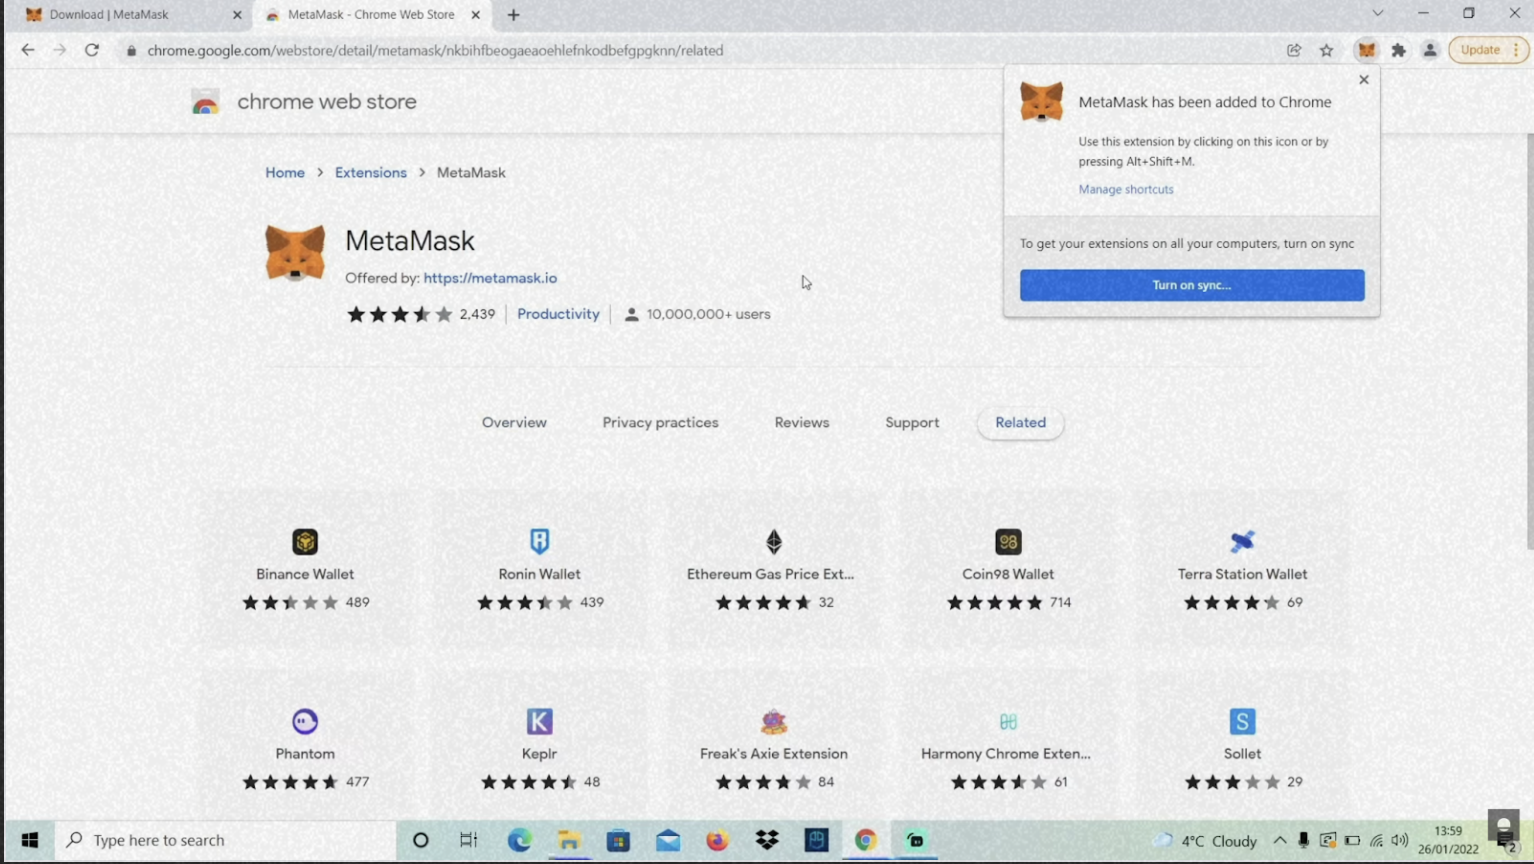 Download | MetaMask
MetaMask - Chrome Web Store
chrome.google.com/webstore/detail/metamask/nkbihfbeogaeaoehlefnkodbefgpgknn/related
Update
chrome web store
MetaMask has been added to Chrome
Use this extension by clicking on this icon or by
pressing Alt+Shift+M.
Manage shortcuts
To get your extensions on all your computers, turn on sync
Turn on sync...
Home > Extensions > MetaMask
MetaMask
Offered by: https://metamask.io
2,439 Productivity 10,000,000+ users
Overview Privacy practices Reviews Support Related
Binance Wallet Ronin Wallet Ethereum Gas Price Ext... Coin98 Wallet Terra Station Wallet
489 439 32 714 69
Phantom Keplr Freak's Axie Extension Harmony Chrome Exten... Sollet
477 48 84 61 29
Type here to search
4°C Cloudy
13:59
26/01/2022
2